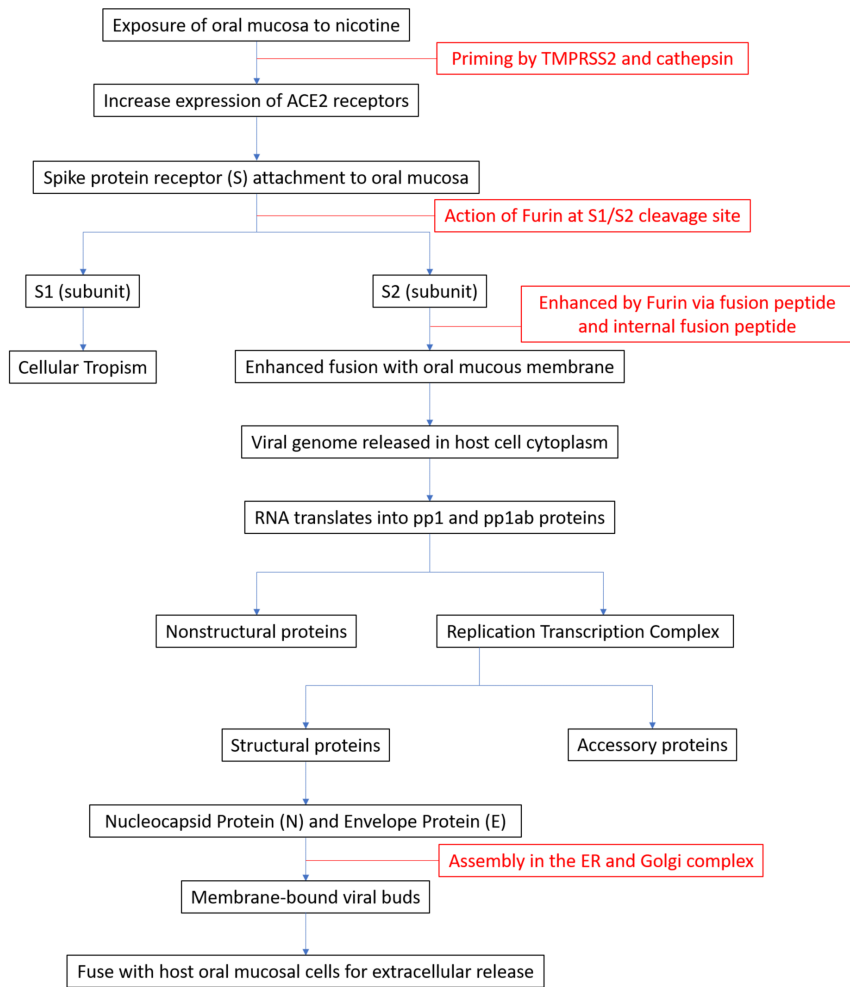 Exposure of oral mucosa to nicotine
Priming by TMPRSS2 and cathepsin
Increase expression of ACE2 receptors
Spike protein receptor (S) attachment to oral mucosa
Action of Furin at S1/S2 cleavage site
S1 (subunit)
S2 (subunit)
Enhanced by Furin via fusion peptide
and internal fusion peptide
Cellular Tropism
Enhanced fusion with oral mucous membrane
Viral genome released in host cell cytoplasm
RNA translates into pp1 and pp1ab proteins
Nonstructural proteins
Replication Transcription Complex
Structural proteins
Accessory proteins
Nucleocapsid Protein (N) and Envelope Protein (E)
Assembly in the ER and Golgi complex
Membrane-bound viral buds
Fuse with host oral mucosal cells for extracellular release